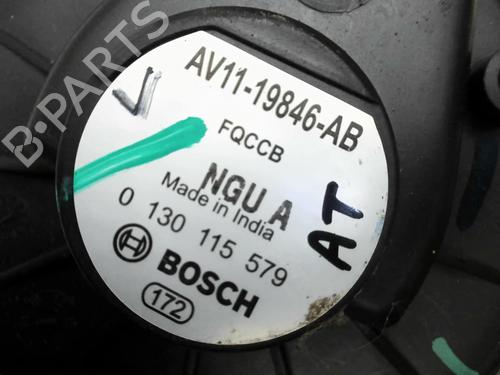 B-PARTS
AV11-19846-AB
FQCCB
NGU A
Made in India
0 130 115 579
BOSCH
172
V
AT